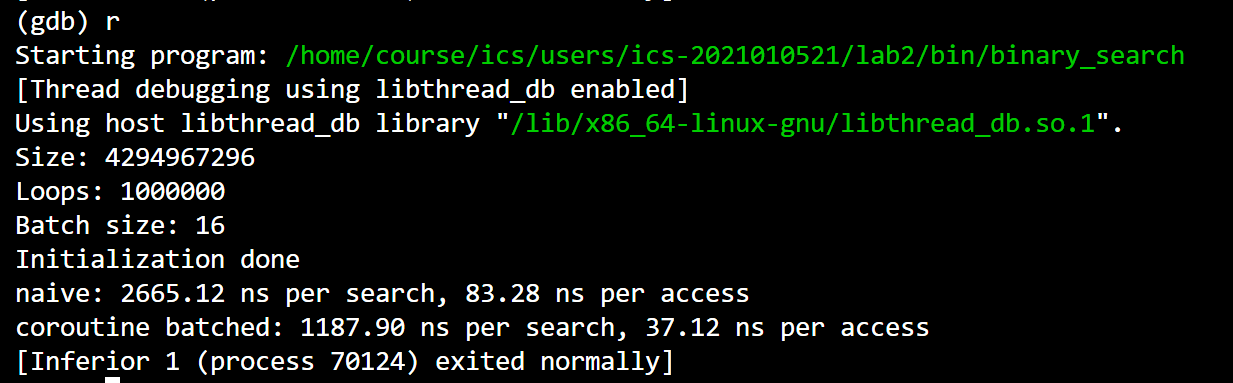 (gdb) r
Starting program: /home/course/ics/users/ics-2021010521/lab2/bin/binary_search
[Thread debugging using libthread_db enabled]
Using host libthread_db library "/lib/x86_64-linux-gnu/libthread_db.so.1".
Size: 4294967296
Loops: 1000000
Batch size: 16
Initialization done
naive: 2665.12 ns per search, 83.28 ns per access
coroutine batched: 1187.90 ns per search, 37.12 ns per access
[Inferior 1 (process 70124) exited normally]